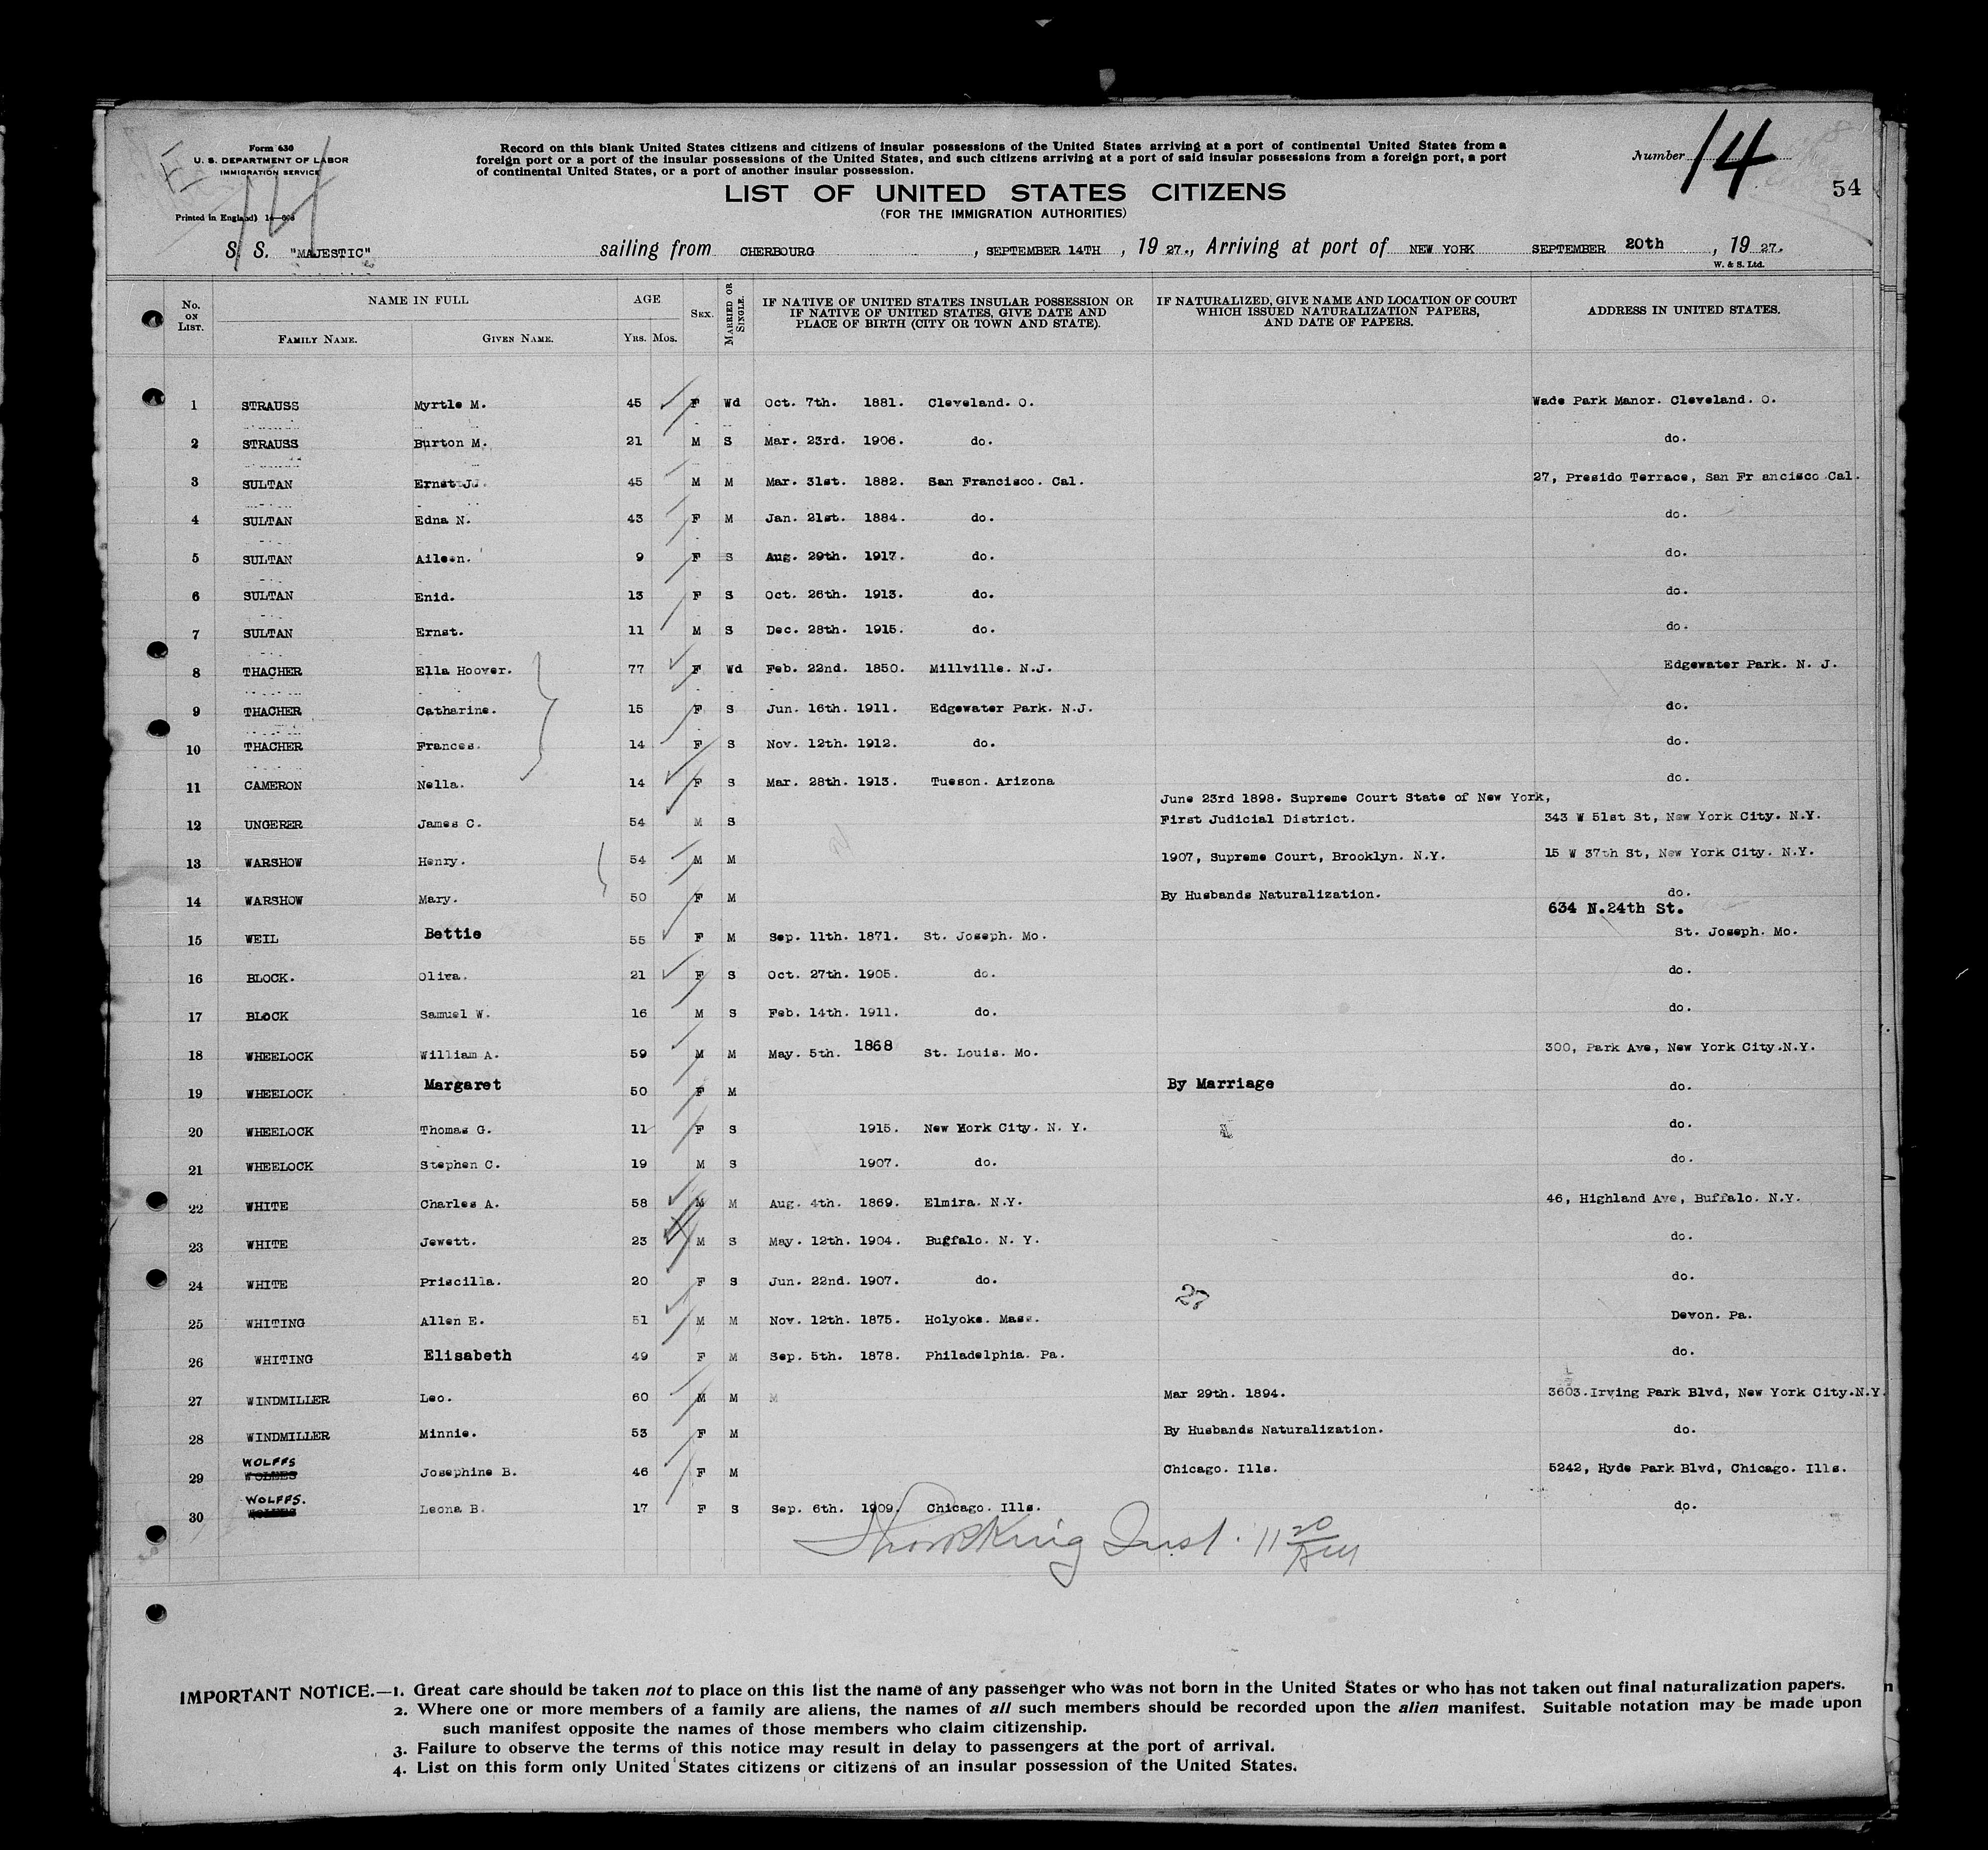 Form 630
U. S. DEPARTMENT OF LABOR
IMMIGRATION SERVICE
Printed in England)
Record on this blank United States citizens and citizens of insular possessions of the United States arriving at a port of continental United States from a
foreign port or a port of the insular possessions of the United States, and such citizens arriving at a port of said insular possessions from a foreign port, a port
of continental United States, or a port of another insular possession.
LIST OF UNITED STATES CITIZENS
(FOR THE IMMIGRATION AUTHORITIES)
Number 14
54
14
S. S. "MAJESTIC" sailing from CHERBOURG , SEPTEMBER 14TH , 19 27., Arriving at port of NEW YORK SEPTEMBER 20th , 19 27.
W. & S. Ltd.
No. ON LIST. NAME IN FULL FAMILY NAME. GIVEN NAME. AGE YRS. MOS. SEX. MARRIED OR SINGLE. IF NATIVE OF UNITED STATES INSULAR POSSESSION OR IF NATIVE OF UNITED STATES, GIVE DATE AND PLACE OF BIRTH (CITY OR TOWN AND STATE). IF NATURALIZED, GIVE NAME AND LOCATION OF COURT WHICH ISSUED NATURALIZATION PAPERS, AND DATE OF PAPERS. ADDRESS IN UNITED STATES.
1 STRAUSS Myrtle M. 45 F Wd Oct. 7th. 1881. Cleveland. O. Wade Park Manor. Cleveland. O.
2 STRAUSS Burton M. 21 M S Mar. 23rd. 1906. do. do.
3 SULTAN Ernst J. 45 M M Mar. 31st. 1882. San Francisco. Cal. 27, Presido Terrace, San Fr ancisco Cal.
4 SULTAN Edna N. 43 F M Jan. 21st. 1884. do. do.
5 SULTAN Aileen. 9 F S Aug. 29th. 1917. do. do.
6 SULTAN Enid. 13 F S Oct. 26th. 1913. do. do.
7 SULTAN Ernst. 11 M S Dec. 28th. 1915. do. do.
8 THACHER Ella Hoover. 77 F Wd Feb. 22nd. 1850. Millville. N.J. Edgewater Park. N. J.
9 THACHER Catharine. 15 F S Jun. 16th. 1911. Edgewater Park. N.J. do.
10 THACHER Frances. 14 F S Nov. 12th. 1912. do. do.
11 CAMERON Nella. 14 F S Mar. 28th. 1913. Tueson. Arizona do.
June 23rd 1898. Supreme Court State of New York,
12 UNGERER James C. 54 M S First Judicial District. 343 W 51st St, New York City. N.Y.
13 WARSHOW Henry. 54 M M 1907, Supreme Court, Brooklyn. N.Y. 15 W 37th St, New York City. N.Y.
14 WARSHOW Mary. 50 F M By Husbands Naturalization. do.
634 N.24th St.
15 WEIL Bettie 55 F M Sep. 11th. 1871. St. Joseph. Mo. St. Joseph. Mo.
16 BLOCK. Oliva. 21 F S Oct. 27th. 1905. do. do.
17 BLOCK Samuel W. 16 M S Feb. 14th. 1911. do. do.
18 WHEELOCK William A. 59 M M May. 5th. 1868 St. Louis. Mo. 300, Park Ave, New York City.N.Y.
19 WHEELOCK Margaret 50 F M By Marriage do.
20 WHEELOCK Thomas G. 11 F S 1915. New York City. N. Y. do.
21 WHEELOCK Stephen C. 19 M S 1907. do. do.
22 WHITE Charles A. 58 M M Aug. 4th. 1869. Elmira. N.Y. 46, Highland Ave, Buffalo. N.Y.
23 WHITE Jewett. 23 M S May. 12th. 1904. Buffalo. N. Y. do.
24 WHITE Priscilla. 20 F S Jun. 22nd. 1907. do. do.
27
25 WHITING Allen E. 51 M M Nov. 12th. 1875. Holyoke. Mass. Devon. Pa.
26 WHITING Elisabeth 49 F M Sep. 5th. 1878. Philadelphia. Pa. do.
27 WINDMILLER Leo. 60 M M M Mar 29th. 1894. 3603.Irving Park Blvd, New York City.N.Y.
28 WINDMILLER Minnie. 53 F M By Husbands Naturalization. do.
29 WOLFFS Josephine B. 46 F M Chicago. Ills. 5242, Hyde Park Blvd, Chicago. Ills.
30 WOLFFS. Leona B. 17 F S Sep. 6th. 1909. Chicago. Ills. do.
IMPORTANT NOTICE.—1. Great care should be taken not to place on this list the name of any passenger who was not born in the United States or who has not taken out final naturalization papers.
2. Where one or more members of a family are aliens, the names of all such members should be recorded upon the alien manifest. Suitable notation may be made upon
such manifest opposite the names of those members who claim citizenship.
3. Failure to observe the terms of this notice may result in delay to passengers at the port of arrival.
4. List on this form only United States citizens or citizens of an insular possession of the United States.